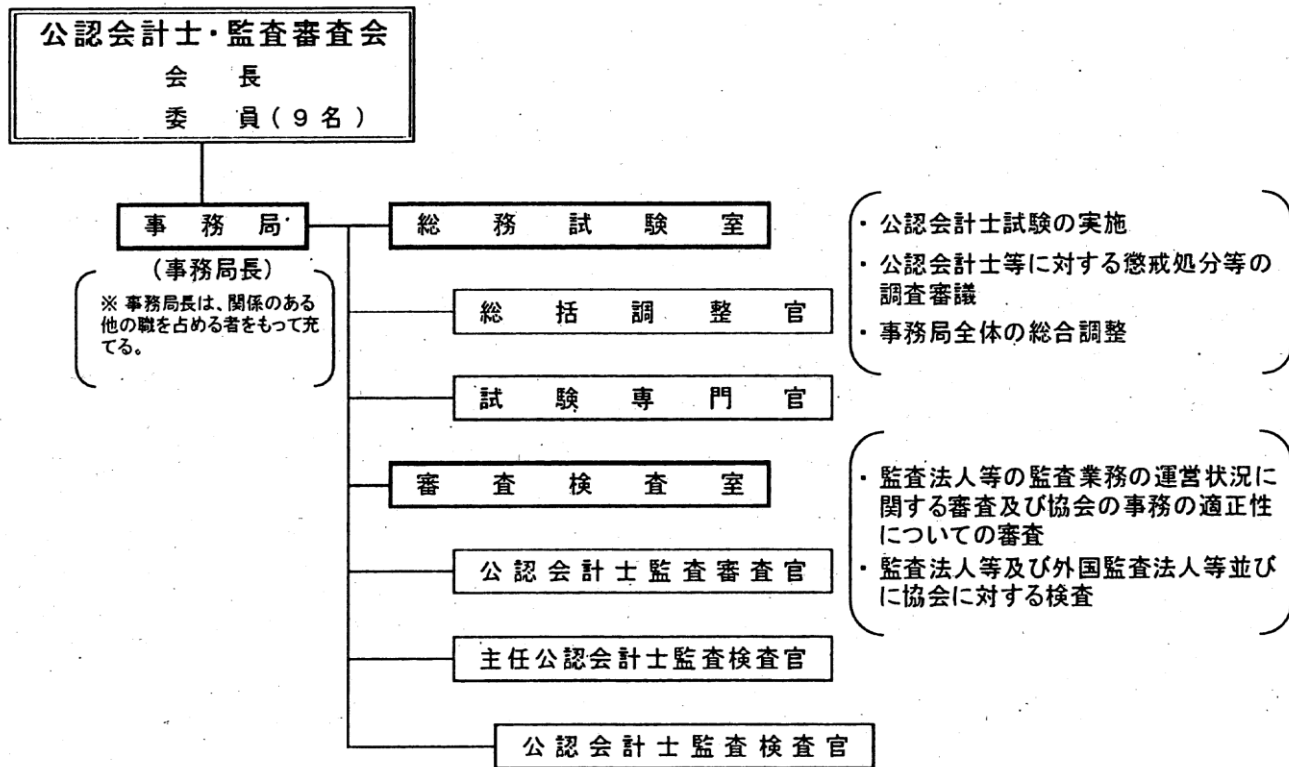 公認会計士・監査審査会
会長
委員(9名)
事務局
(事務局長)
※ 事務局長は、関係のある
他の職を占める者をもって充
てる。
総務試験室
総括調整官
試験専門官
・ 公認会計士試験の実施
・ 公認会計士等に対する懲戒処分等の
調査審議
・ 事務局全体の総合調整
審査検査室
公認会計士監査審査官
主任公認会計士監査検査官
公認会計士監査検査官
・ 監査法人等の監査業務の運営状況に
関する審査及び協会の事務の適正性
についての審査
・ 監査法人等及び外国監査法人等並び
に協会に対する検査